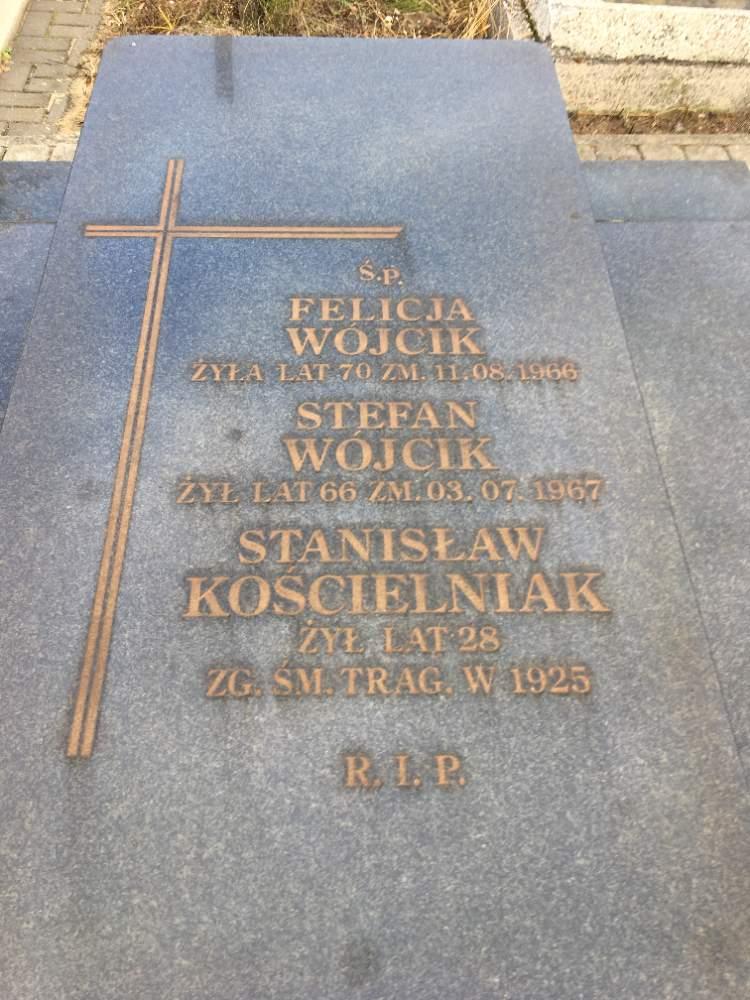 Ś.P.
FELICJA
WÓJCIK
ŻYŁA LAT 70 ZM. 11.08.1966
STEFAN
WÓJCIK
ŻYŁ LAT 66 ZM. 03. 07. 1967
STANISŁAW
KOŚCIELNIAK
ŻYŁ LAT 28
ZG. ŚM. TRAG. W 1925
R. I. P.